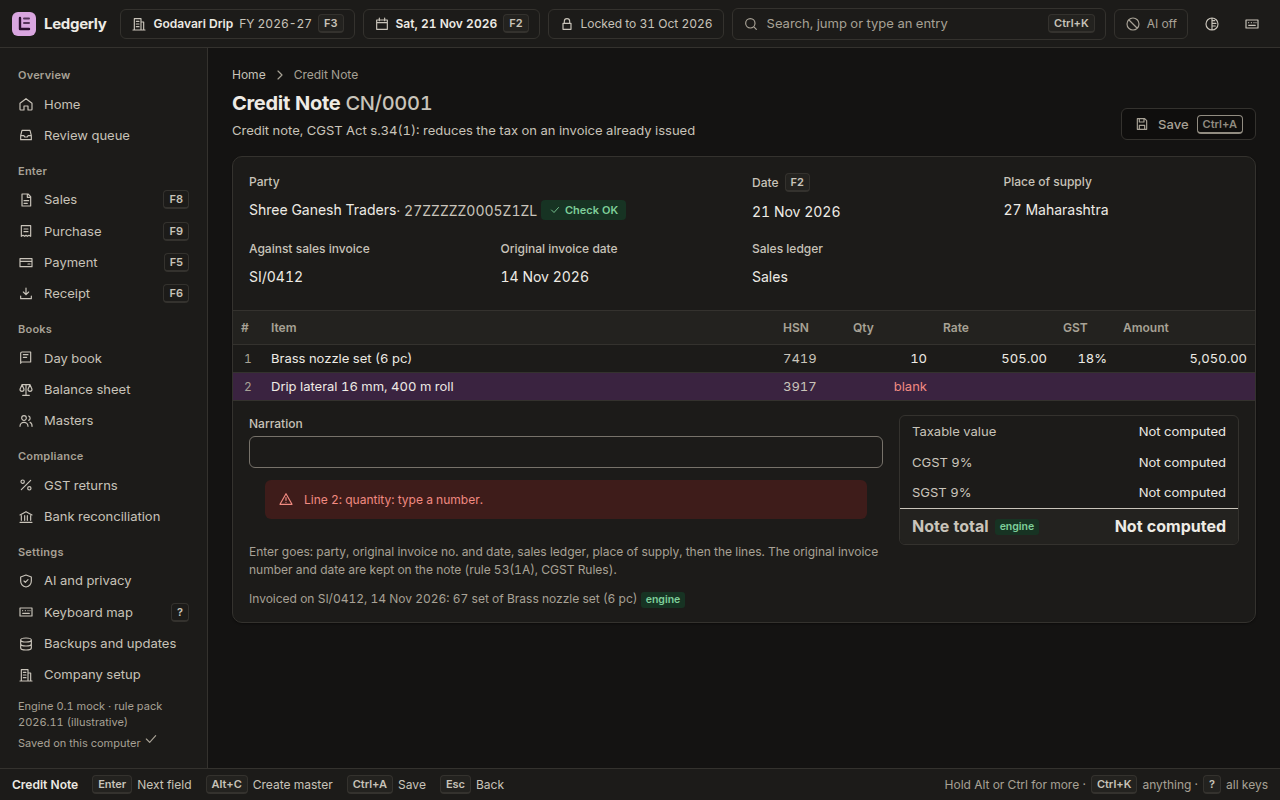 Ledgerly
Godavari Drip FY 2026-27 F3
Sat, 21 Nov 2026 F2
Locked to 31 Oct 2026
Search, jump or type an entry Ctrl+K
AI off
Overview
Home
Review queue
Enter
Sales F8
Purchase F9
Payment F5
Receipt F6
Books
Day book
Balance sheet
Masters
Compliance
GST returns
Bank reconciliation
Settings
AI and privacy
Keyboard map ?
Backups and updates
Company setup
Engine 0.1 mock · rule pack
2026.11 (illustrative)
Saved on this computer
Home > Credit Note
Credit Note CN/0001
Credit note, CGST Act s.34(1): reduces the tax on an invoice already issued
Save Ctrl+A
Party
Shree Ganesh Traders· 27ZZZZZ0005Z1ZL Check OK
Date F2
21 Nov 2026
Place of supply
27 Maharashtra
Against sales invoice
SI/0412
Original invoice date
14 Nov 2026
Sales ledger
Sales
# Item HSN Qty Rate GST Amount
1 Brass nozzle set (6 pc) 7419 10 505.00 18% 5,050.00
2 Drip lateral 16 mm, 400 m roll 3917 blank
Narration
Line 2: quantity: type a number.
Enter goes: party, original invoice no. and date, sales ledger, place of supply, then the lines. The original invoice
number and date are kept on the note (rule 53(1A), CGST Rules).
Invoiced on SI/0412, 14 Nov 2026: 67 set of Brass nozzle set (6 pc) engine
Taxable value Not computed
CGST 9% Not computed
SGST 9% Not computed
Note total engine Not computed
Credit Note Enter Next field Alt+C Create master Ctrl+A Save Esc Back
Hold Alt or Ctrl for more · Ctrl+K anything · ? all keys